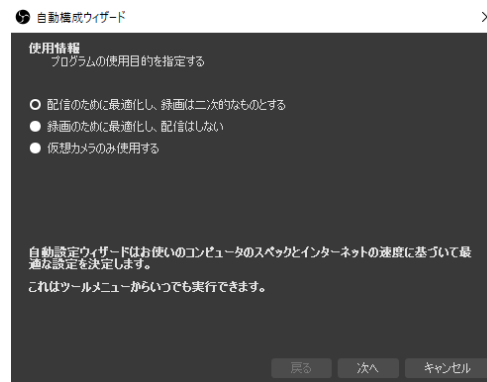 自動構成ウィザード
使用情報
プログラムの使用目的を指定する
配信のために最適化し、録画は二次的なものとする
録画のために最適化し、配信はしない
仮想カメラのみ使用する
自動設定ウィザードはお使いのコンピュータのスペックとインターネットの速度に基づいて最
適な設定を決定します。
これはツールメニューからいつでも実行できます。
戻る 次へ キャンセル